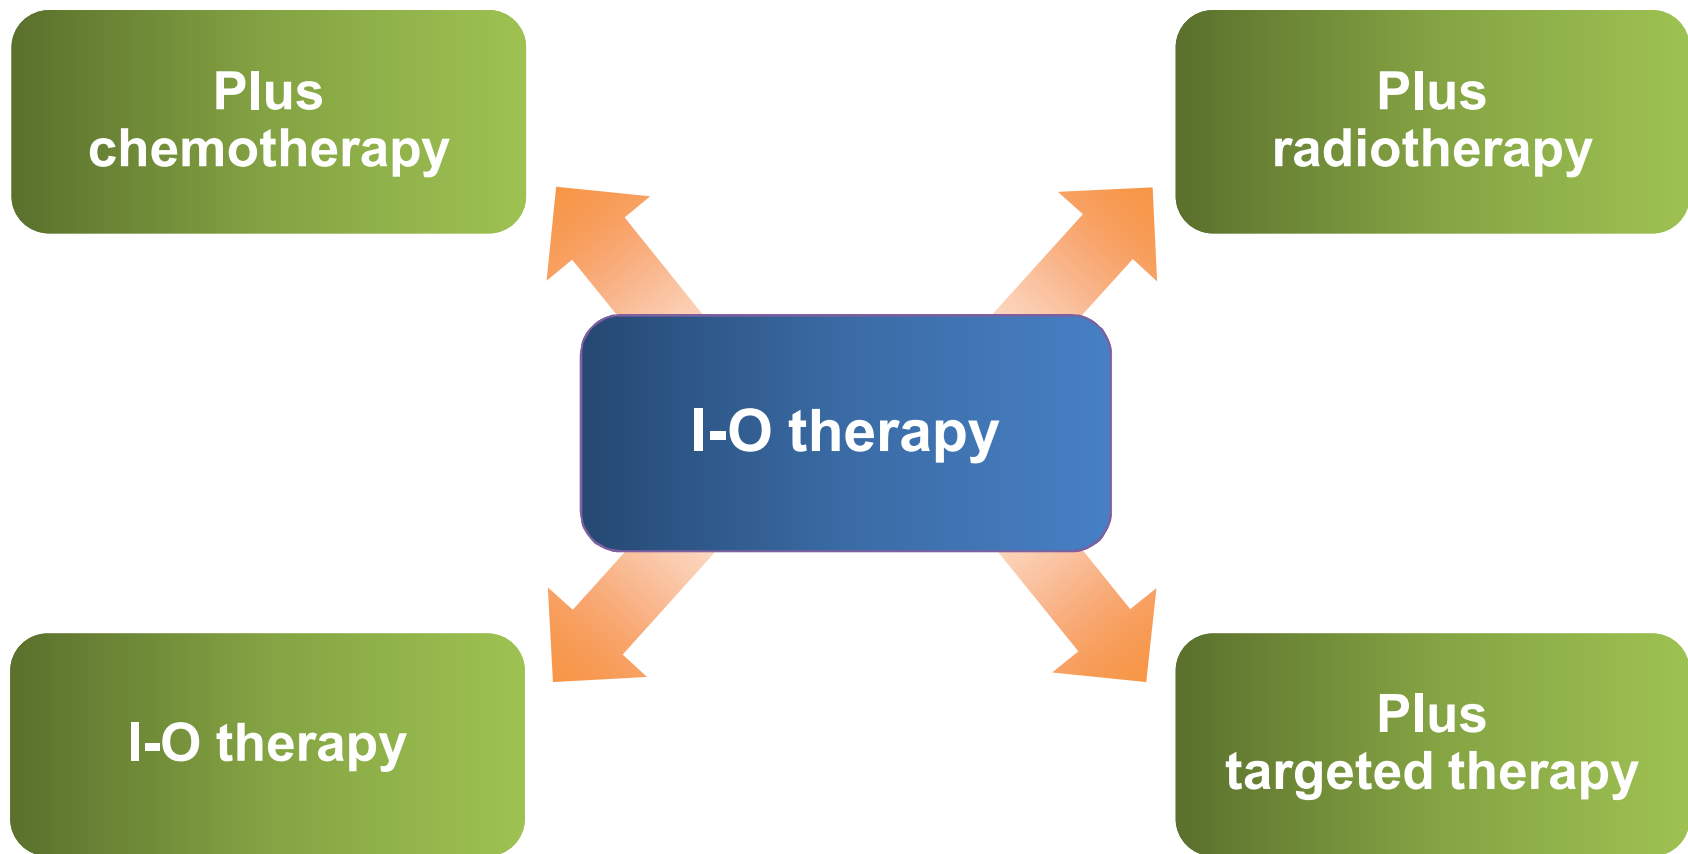 Plus
chemotherapy
Plus
radiotherapy
I-O therapy
I-O therapy
Plus
targeted therapy